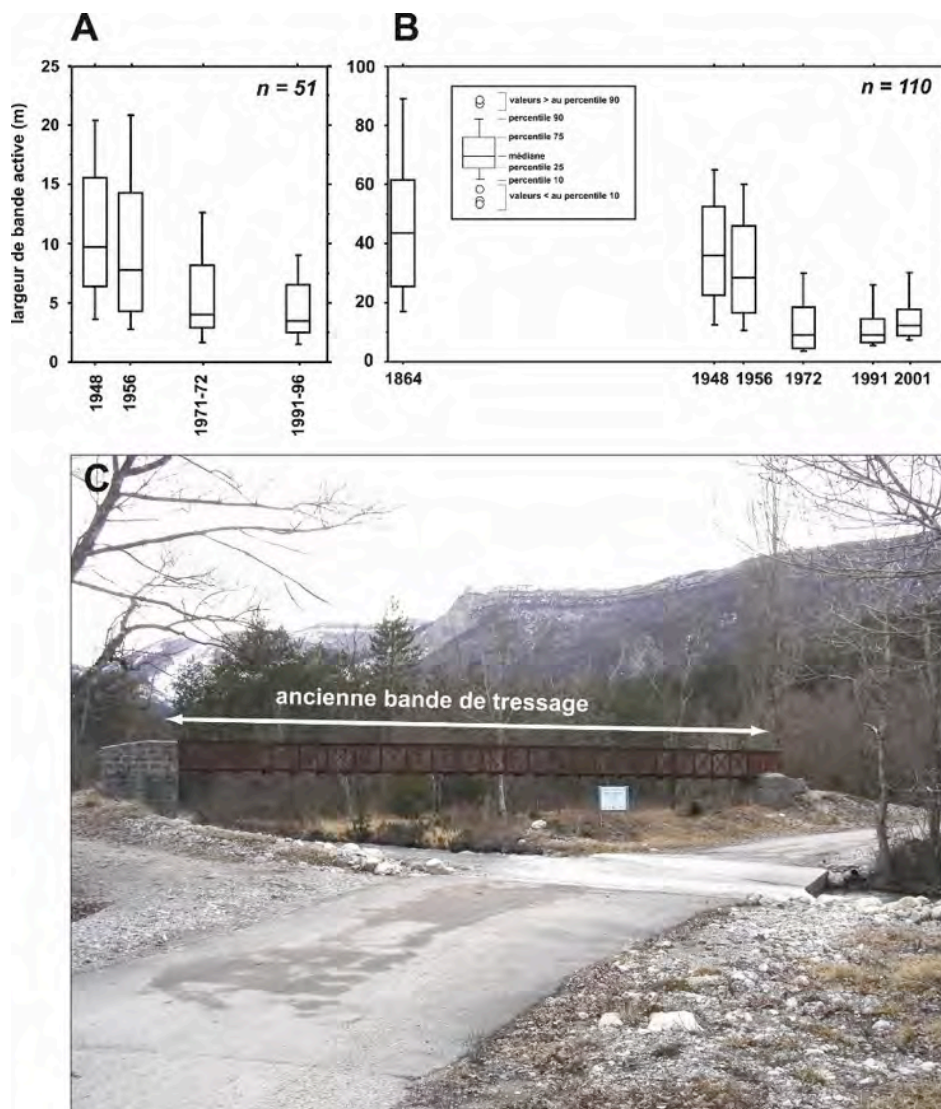 A
B
largeur de bande active (m)
25
20
15
10
5
0
n = 51
1948
1956
1971-72
1991-96
100
80
60
40
20
0
n = 110
valeurs > au percentile 90
percentile 90
percentile 75
médiane
percentile 25
percentile 10
valeurs < au percentile 10
1864
1948
1956
1972
1991
2001
C
ancienne bande de tressage